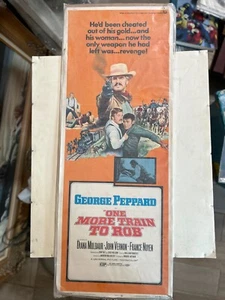 He'd been cheated
out of his gold...and
his woman...now the
only weapon he had
left was...revenge!
GEORGE PEPPARD
"ONE
MORE TRAIN
TO ROB"
DIANA MULDAUR · JOHN VERNON · FRANCE NUYEN